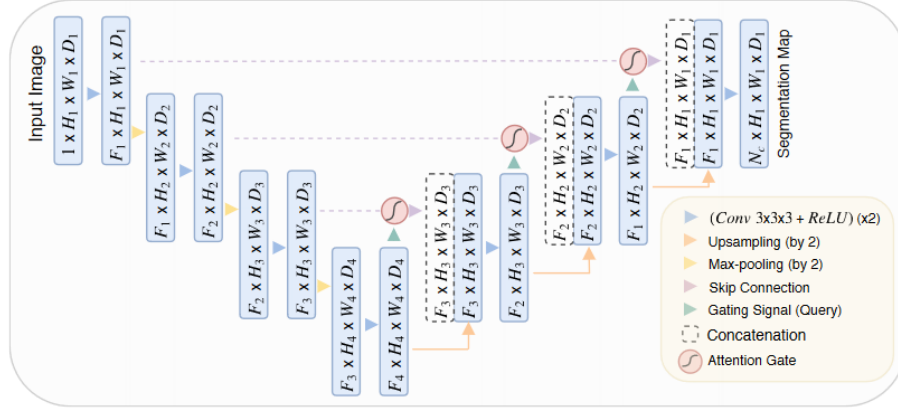 Input Image
1 x H₁ x W₁ x D₁
F₁ x H₁ x W₁ x D₁
F₁ x H₂ x W₂ x D₂
F₂ x H₂ x W₂ x D₂
F₂ x H₃ x W₃ x D₃
F₃ x H₃ x W₃ x D₃
F₃ x H₄ x W₄ x D₄
F₄ x H₄ x W₄ x D₄
F₃ x H₃ x W₃ x D₃
F₃ x H₃ x W₃ x D₃
F₂ x H₃ x W₃ x D₃
F₂ x H₂ x W₂ x D₂
F₂ x H₂ x W₂ x D₂
F₁ x H₂ x W₂ x D₂
F₁ x H₁ x W₁ x D₁
F₁ x H₁ x W₁ x D₁
N꜀ x H₁ x W₁ x D₁
Segmentation Map
(Conv 3x3x3 + ReLU) (x2)
Upsampling (by 2)
Max-pooling (by 2)
Skip Connection
Gating Signal (Query)
Concatenation
Attention Gate